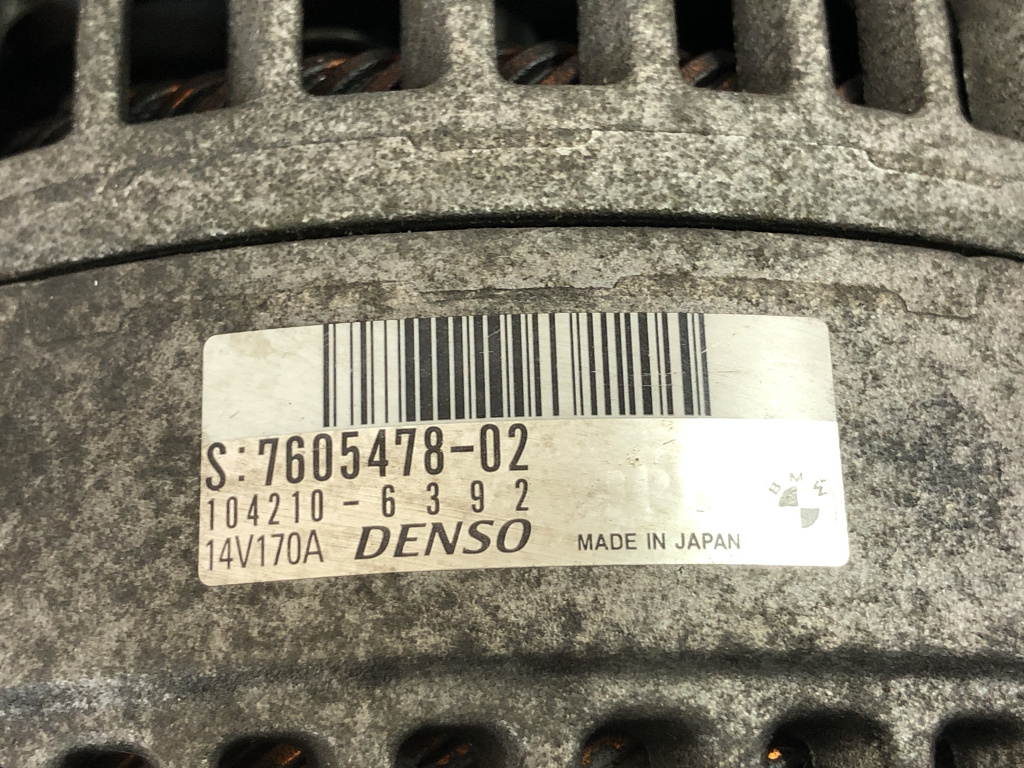 S:7605478-02
104210-6392
14V170A DENSO MADE IN JAPAN
BMW